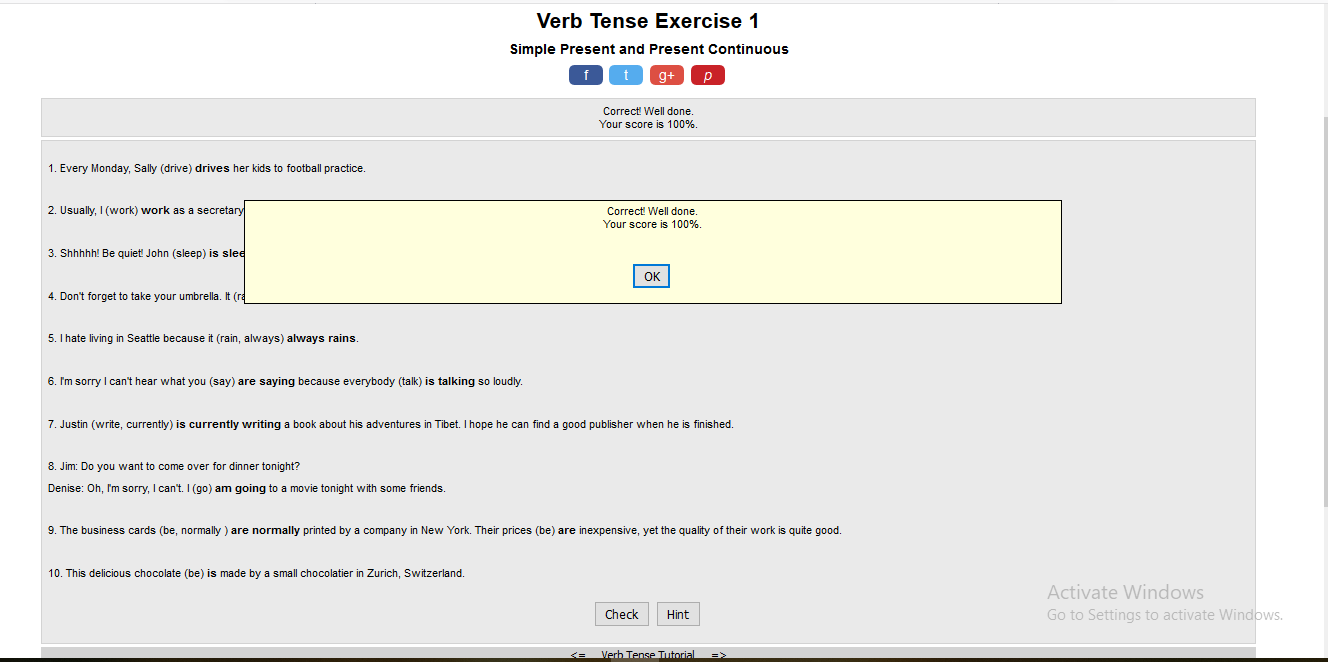 Verb Tense Exercise 1
Simple Present and Present Continuous
f t g+ p
Correct! Well done.
Your score is 100%.
1. Every Monday, Sally (drive) drives her kids to football practice.
2. Usually, I (work) work as a secretary
Correct! Well done.
Your score is 100%.
3. Shhhhh! Be quiet! John (sleep) is slee
OK
4. Don't forget to take your umbrella. It (ra
5. I hate living in Seattle because it (rain, always) always rains.
6. I'm sorry I can't hear what you (say) are saying because everybody (talk) is talking so loudly.
7. Justin (write, currently) is currently writing a book about his adventures in Tibet. I hope he can find a good publisher when he is finished.
8. Jim: Do you want to come over for dinner tonight?
Denise: Oh, I'm sorry, I can't. I (go) am going to a movie tonight with some friends.
9. The business cards (be, normally ) are normally printed by a company in New York. Their prices (be) are inexpensive, yet the quality of their work is quite good.
10. This delicious chocolate (be) is made by a small chocolatier in Zurich, Switzerland.
Check Hint
Activate Windows
Go to Settings to activate Windows.
<= Verb Tense Tutorial =>